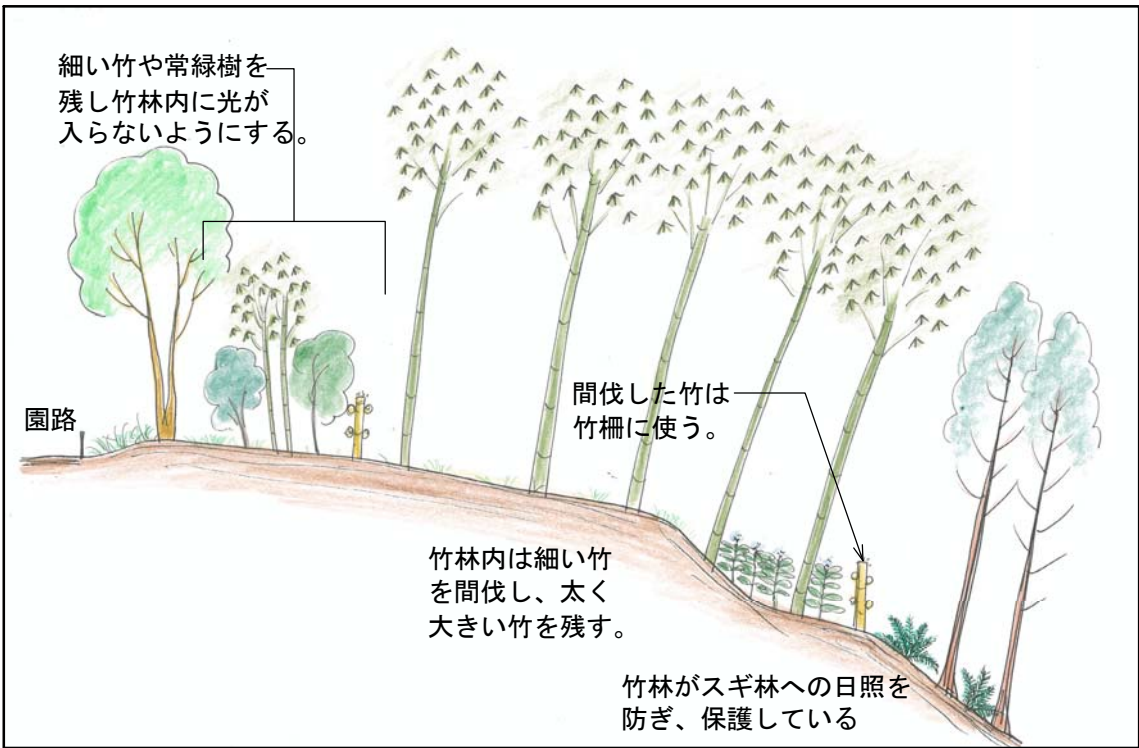 細い竹や常緑樹を
残し竹林内に光が
入らないようにする。
園路
間伐した竹は
竹柵に使う。
竹林内は細い竹
を間伐し、太く
大きい竹を残す。
竹林がスギ林への日照を
防ぎ、保護している